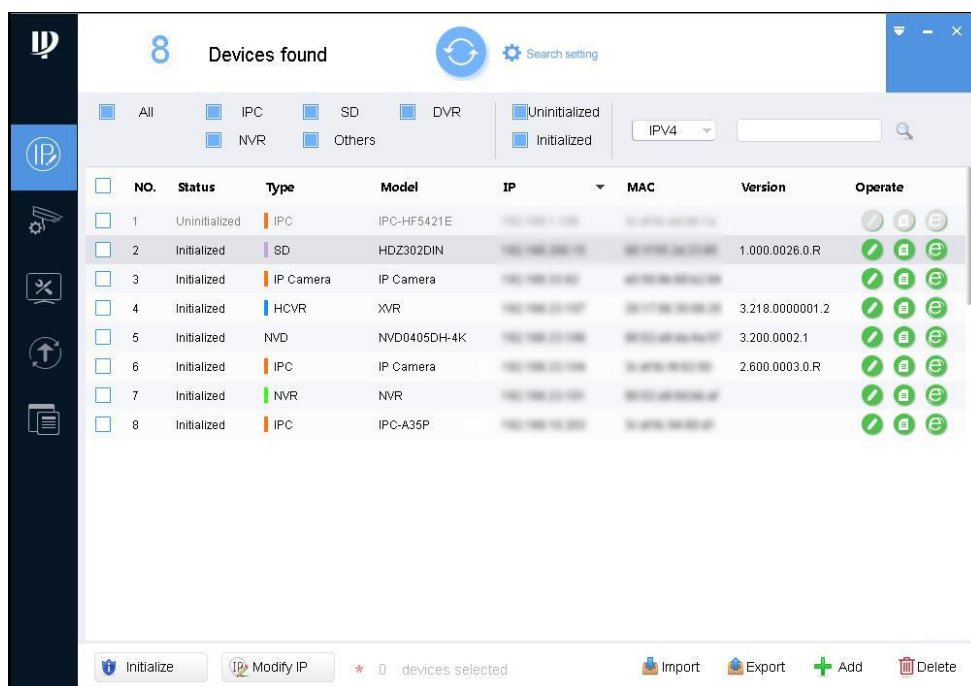 8 Devices found Search setting
All IPC SD DVR Uninitialized
NVR Others Initialized IPV4
NO. Status Type Model IP MAC Version Operate
1 Uninitialized IPC IPC-HF5421E
2 Initialized SD HDZ302DIN 1.000.0026.0.R
3 Initialized IP Camera IP Camera
4 Initialized HCVR XVR 3.218.0000001.2
5 Initialized NVD NVD0405DH-4K 3.200.0002.1
6 Initialized IPC IP Camera 2.600.0003.0.R
7 Initialized NVR NVR
8 Initialized IPC IPC-A35P
Initialize IP Modify IP * 0 devices selected Import Export Add Delete